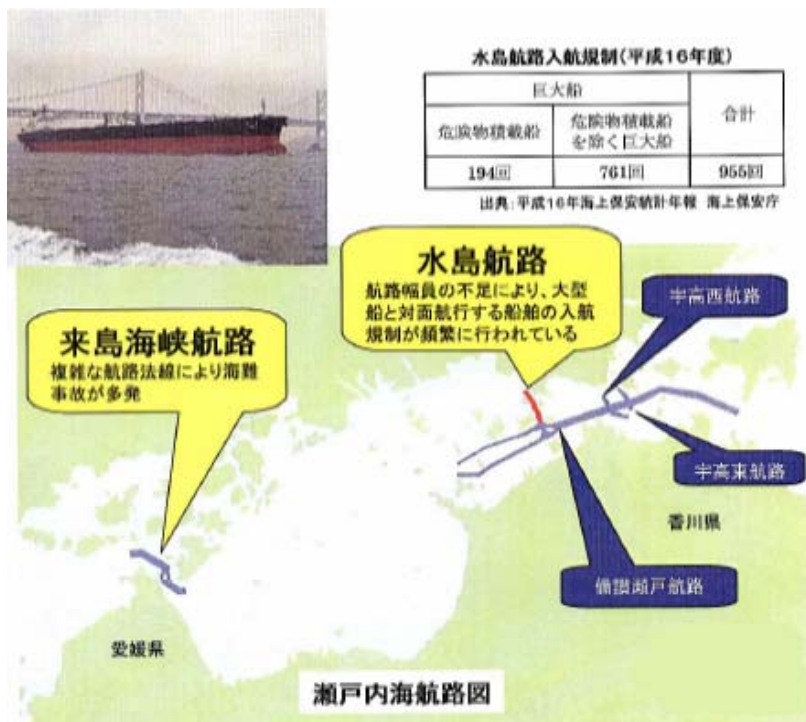 水島航路入航規制(平成16年度)
巨大船
合計
危険物積載船
危険物積載船
を除く巨大船
194回
761回
955回
出典:平成16年海上保安統計年報 海上保安庁
水島航路
航路幅員の不足により、大型
船と対面航行する船舶の入航
規制が頻繁に行われている
宇高西航路
来島海峡航路
複雑な航路法線により海難
事故が多発
宇高東航路
香川県
備讃瀬戸航路
愛媛県
瀬戸内海航路図